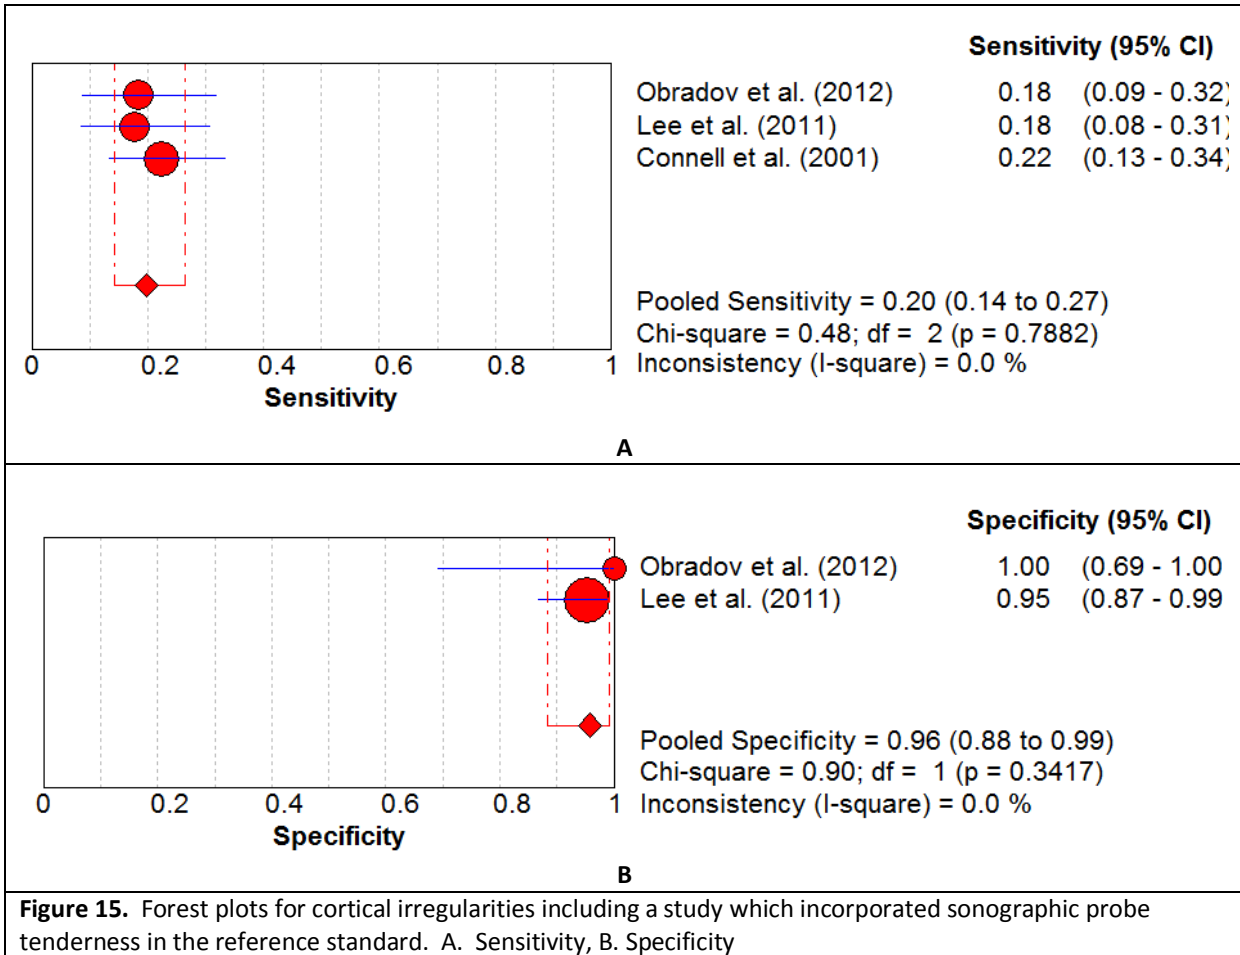 Sensitivity (95% CI)
Obradov et al. (2012) 0.18 (0.09 - 0.32)
Lee et al. (2011) 0.18 (0.08 - 0.31)
Connell et al. (2001) 0.22 (0.13 - 0.34)
Pooled Sensitivity = 0.20 (0.14 to 0.27)
Chi-square = 0.48; df = 2 (p = 0.7882)
Inconsistency (I-square) = 0.0 %
0 0.2 0.4 0.6 0.8 1
Sensitivity
A
Specificity (95% CI)
Obradov et al. (2012) 1.00 (0.69 - 1.00
Lee et al. (2011) 0.95 (0.87 - 0.99
Pooled Specificity = 0.96 (0.88 to 0.99)
Chi-square = 0.90; df = 1 (p = 0.3417)
Inconsistency (I-square) = 0.0 %
0 0.2 0.4 0.6 0.8 1
Specificity
B
Figure 15. Forest plots for cortical irregularities including a study which incorporated sonographic probe
tenderness in the reference standard. A. Sensitivity, B. Specificity